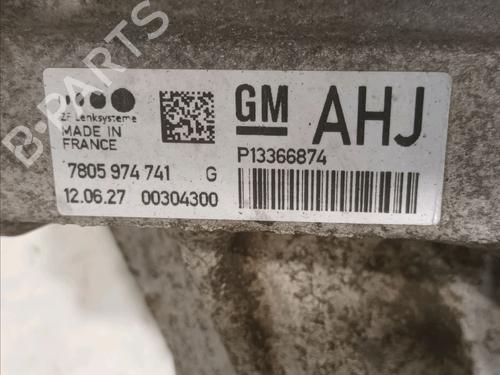 ZF Lenksysteme
MADE IN
FRANCE
7805 974 741 G
12.06.27 00304300
GM
AHJ
P13366874
B-PARTS